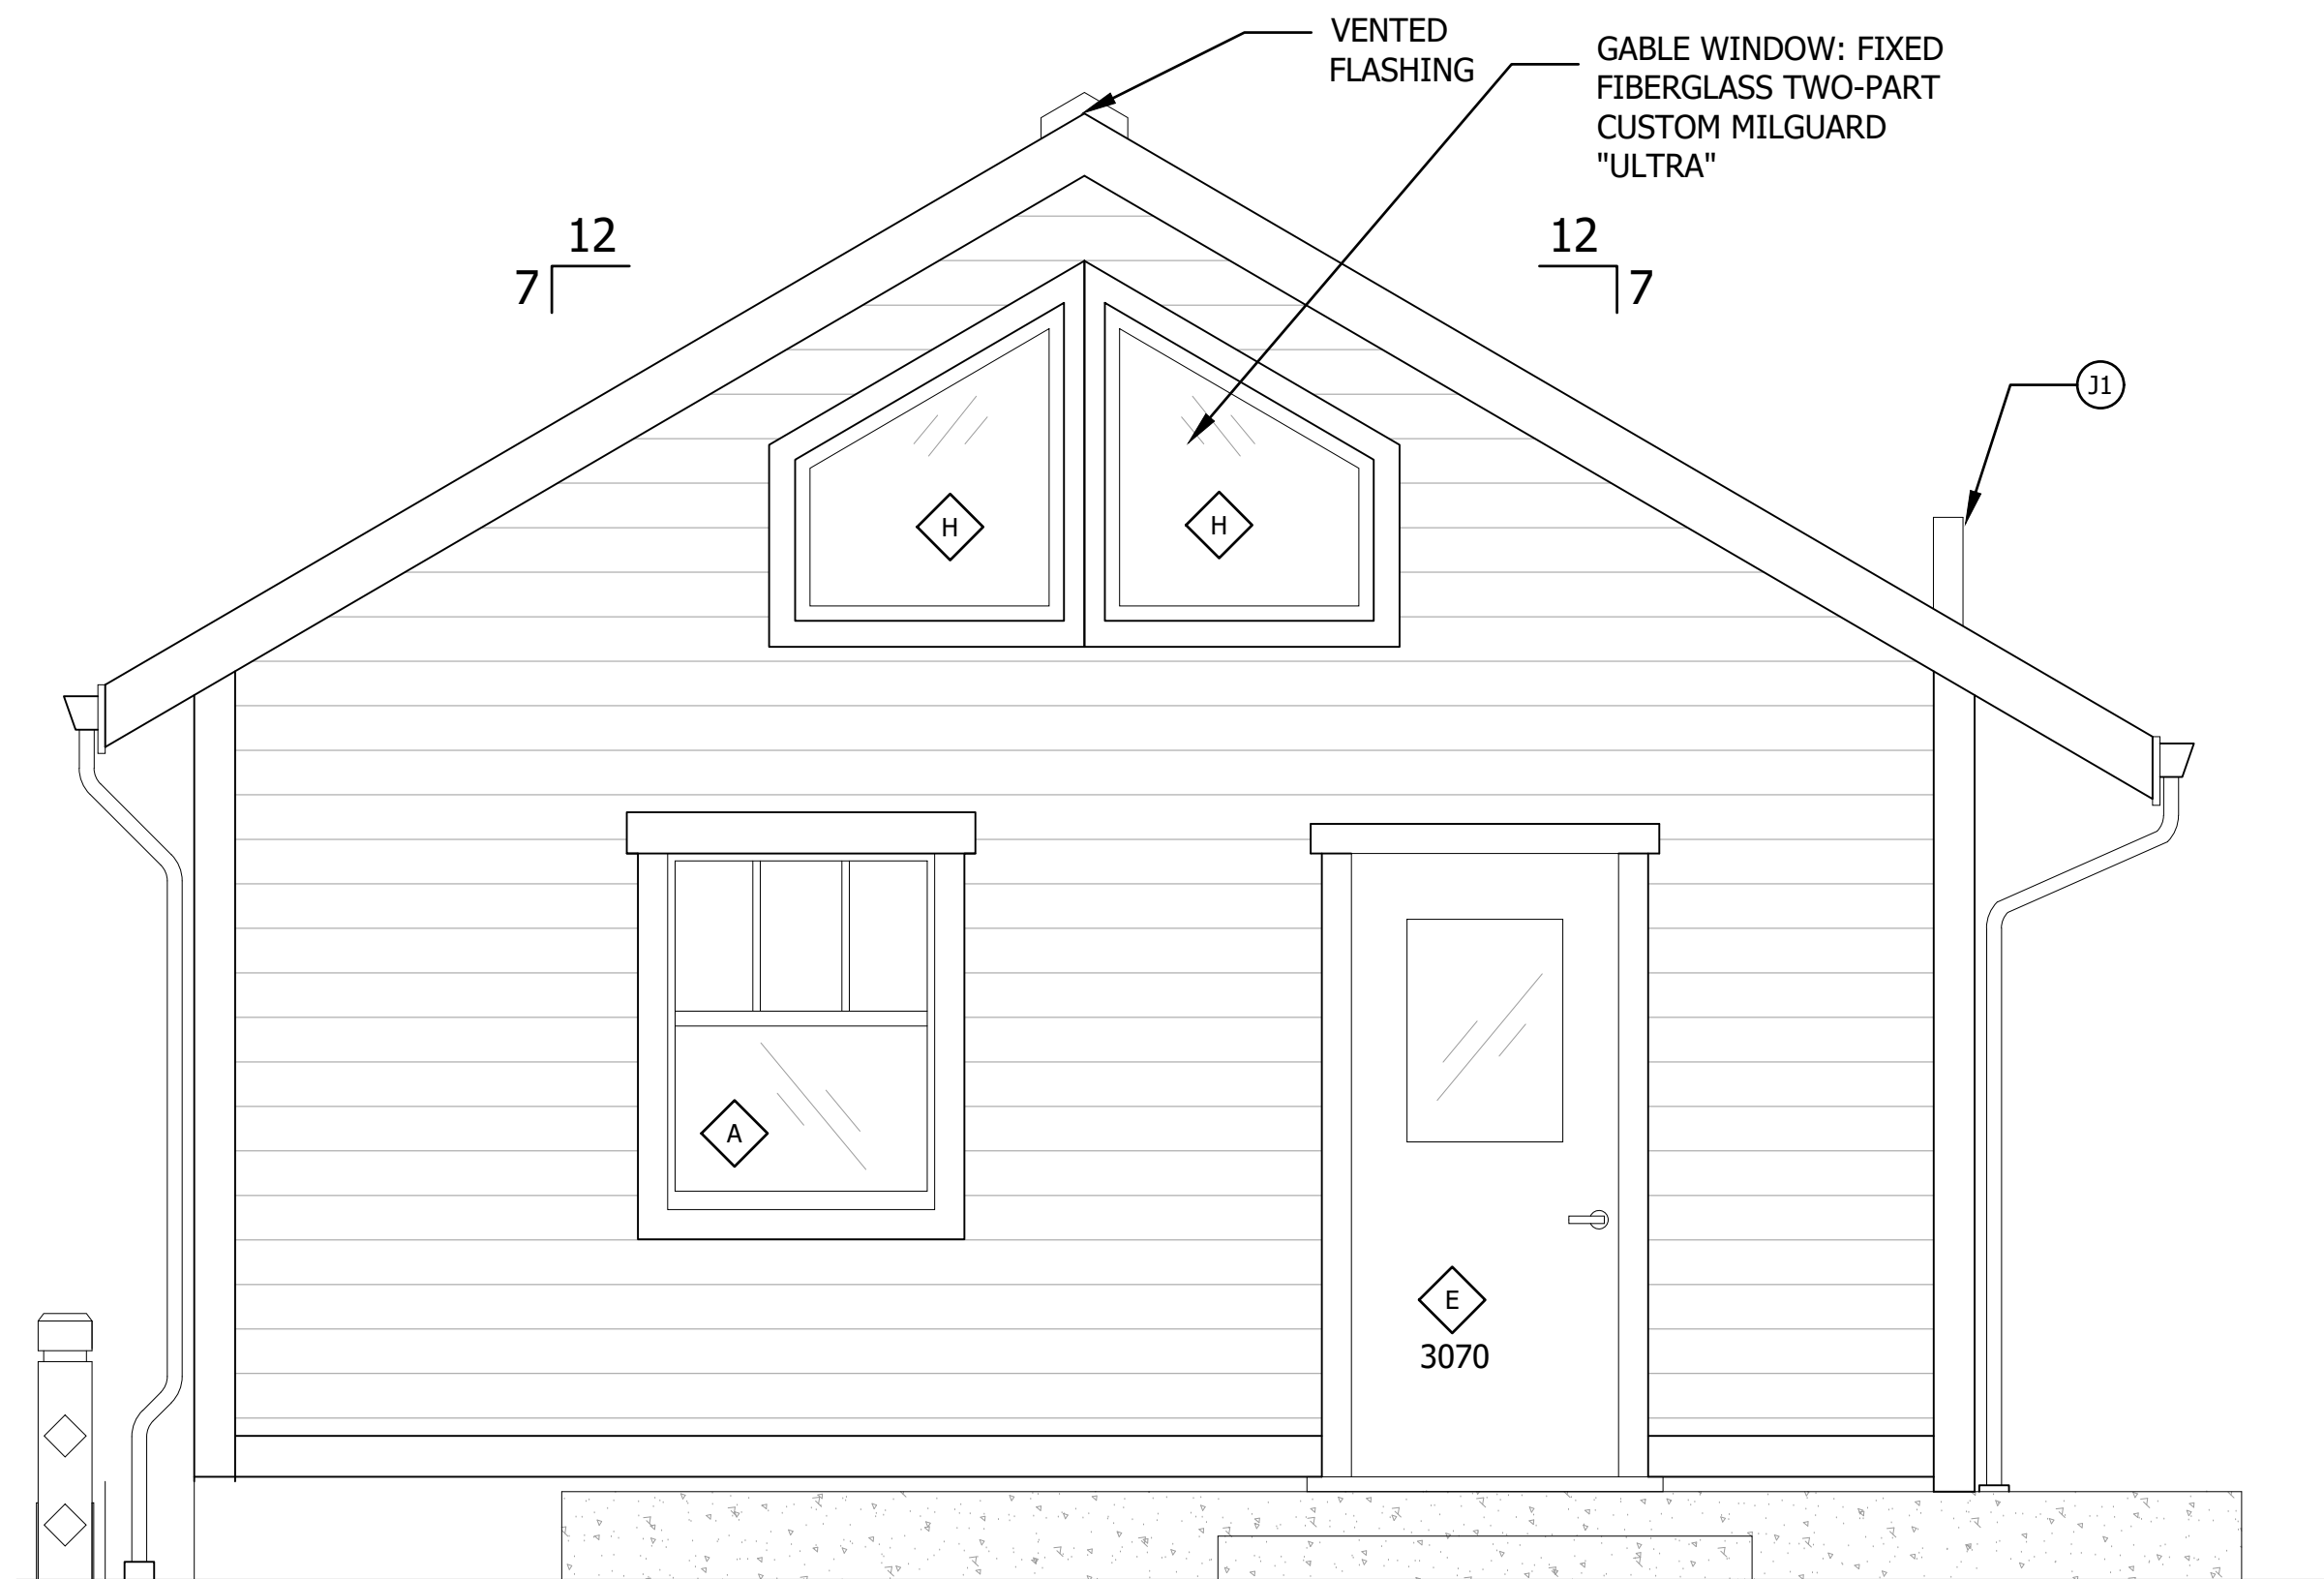 VENTED
FLASHING
GABLE WINDOW: FIXED
FIBERGLASS TWO-PART
CUSTOM MILGUARD
"ULTRA"
12
7
12
7
J1
H
H
A
E
3070